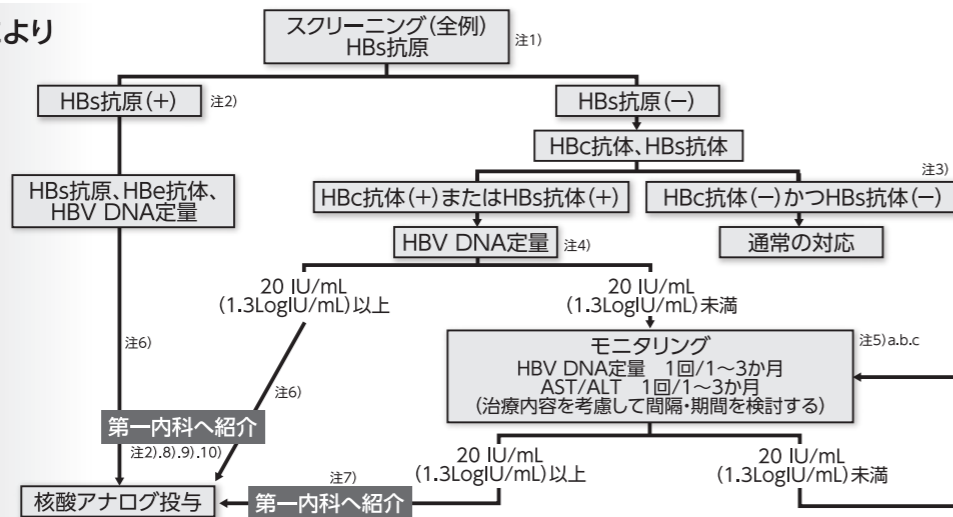 より
スクリーニング(全例)
HBs抗原
注1)
HBs抗原(+)
注2)
HBs抗原(−)
HBc抗体、HBs抗体
注3)
HBs抗原、HBe抗体、
HBV DNA定量
HBc抗体(+)またはHBs抗体(+)
HBc抗体(−)かつHBs抗体(−)
HBV DNA定量
注4)
通常の対応
20 IU/mL
(1.3LogIU/mL)以上
20 IU/mL
(1.3LogIU/mL)未満
注6)
モニタリング
HBV DNA定量 1回/1~3か月
AST/ALT 1回/1~3か月
(治療内容を考慮して間隔・期間を検討する)
注5)a.b.c
注6)
第一内科へ紹介
注2).8).9).10)
20 IU/mL
(1.3LogIU/mL)以上
20 IU/mL
(1.3LogIU/mL)未満
注7)
核酸アナログ投与
第一内科へ紹介